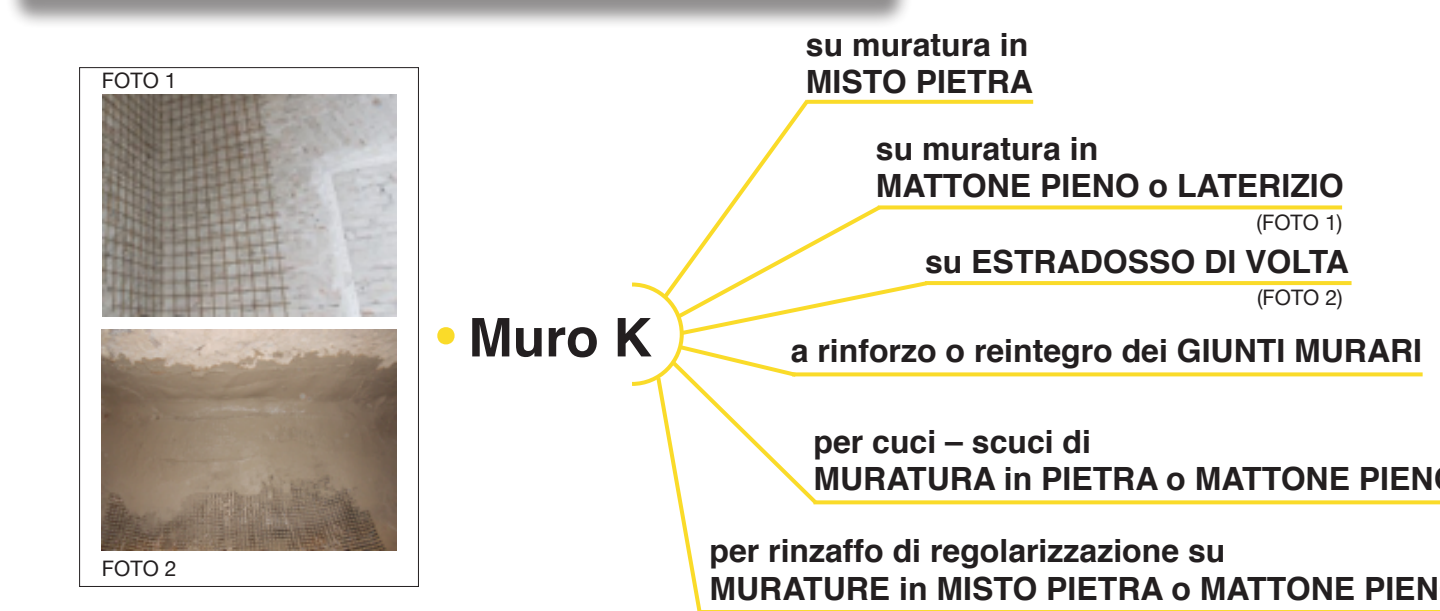 FOTO 1
FOTO 2
• Muro K
su muratura in
MISTO PIETRA
su muratura in
MATTONE PIENO o LATERIZIO
(FOTO 1)
su ESTRADOSSO DI VOLTA
(FOTO 2)
a rinforzo o reintegro dei GIUNTI MURARI
per cuci – scuci di
MURATURA in PIETRA o MATTONE PIENO
per rinzaffo di regolarizzazione su
MURATURE in MISTO PIETRA o MATTONE PIEN